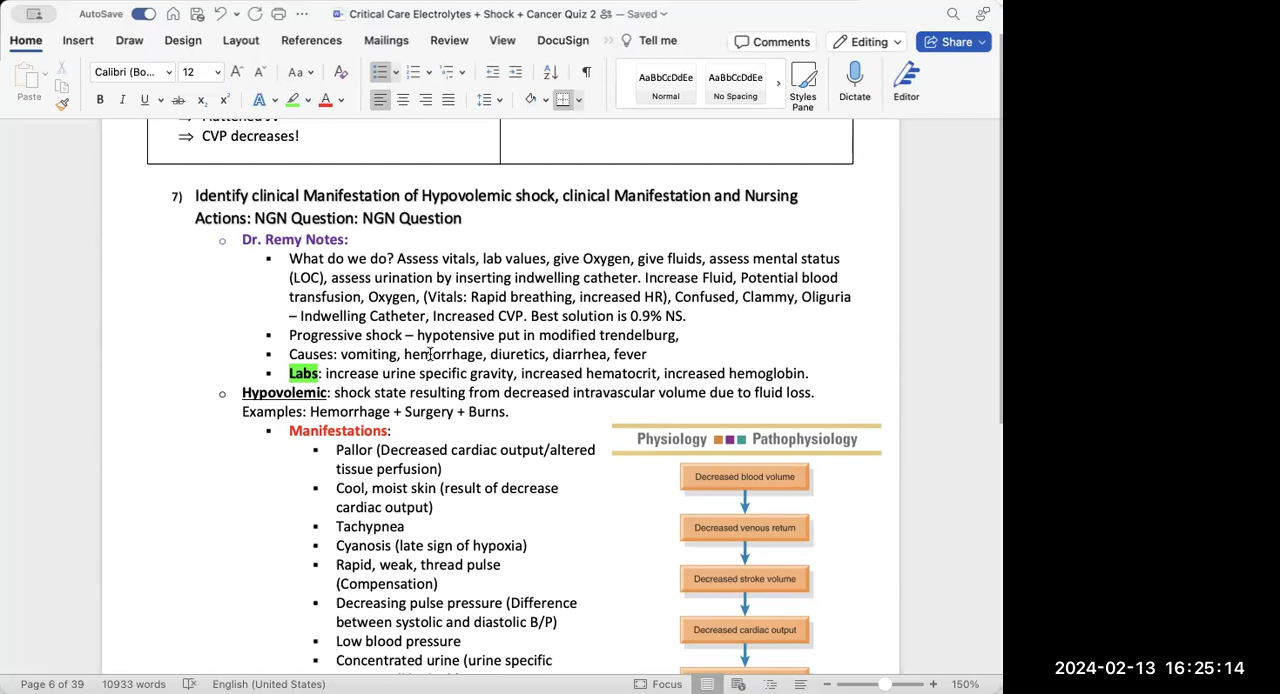 AutoSave
Critical Care Electrolytes + Shock + Cancer Quiz 2
— Saved
Home
Insert
Draw
Design
Layout
References
Mailings
Review
View
DocuSign
Tell me
Comments
Editing
Share
Paste
Calibri (Bo...
12
AaBbCcDdEe
Normal
AaBbCcDdEe
No Spacing
Styles
Pane
Dictate
Editor
⇒ CVP decreases!
7) Identify clinical Manifestation of Hypovolemic shock, clinical Manifestation and Nursing
Actions: NGN Question: NGN Question
o Dr. Remy Notes:
▪ What do we do? Assess vitals, lab values, give Oxygen, give fluids, assess mental status
(LOC), assess urination by inserting indwelling catheter. Increase Fluid, Potential blood
transfusion, Oxygen, (Vitals: Rapid breathing, increased HR), Confused, Clammy, Oliguria
– Indwelling Catheter, Increased CVP. Best solution is 0.9% NS.
▪ Progressive shock – hypotensive put in modified trendelburg,
▪ Causes: vomiting, hemorrhage, diuretics, diarrhea, fever
▪ Labs: increase urine specific gravity, increased hematocrit, increased hemoglobin.
o Hypovolemic: shock state resulting from decreased intravascular volume due to fluid loss.
Examples: Hemorrhage + Surgery + Burns.
▪ Manifestations:
▪ Pallor (Decreased cardiac output/altered
tissue perfusion)
▪ Cool, moist skin (result of decrease
cardiac output)
▪ Tachypnea
▪ Cyanosis (late sign of hypoxia)
▪ Rapid, weak, thread pulse
(Compensation)
▪ Decreasing pulse pressure (Difference
between systolic and diastolic B/P)
▪ Low blood pressure
▪ Concentrated urine (urine specific
Physiology Pathophysiology
Decreased blood volume
Decreased venous return
Decreased stroke volume
Decreased cardiac output
Page 6 of 39
10933 words
English (United States)
Focus
150%
2024-02-13 16:25:14